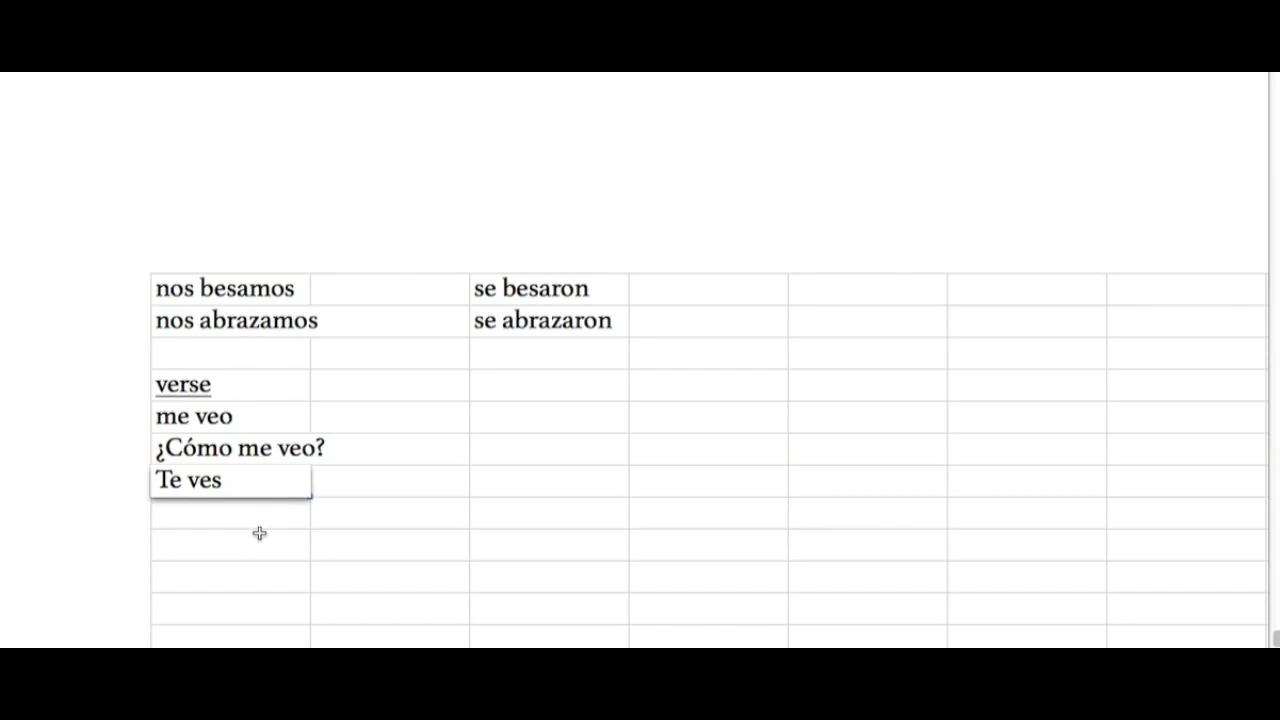 nos besamos se besaron
nos abrazamos se abrazaron
verse
me veo
¿Cómo me veo?
Te ves